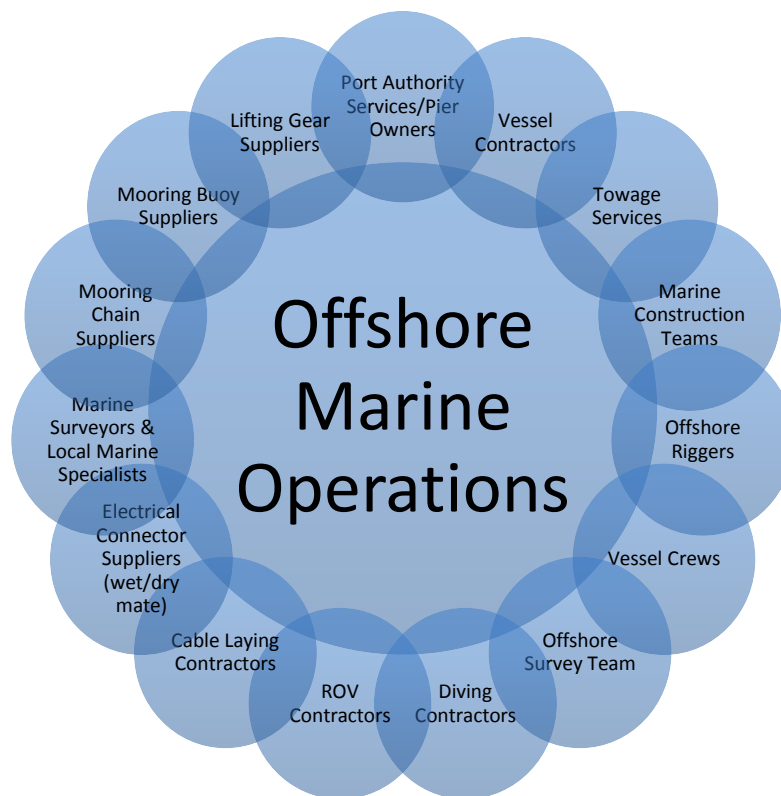 Port Authority
Services/Pier
Owners
Vessel
Contractors
Towage
Services
Marine
Construction
Teams
Offshore
Riggers
Vessel Crews
Offshore
Survey Team
Diving
Contractors
ROV
Contractors
Cable Laying
Contractors
Electrical
Connector
Suppliers
(wet/dry
mate)
Marine
Surveyors &
Local Marine
Specialists
Mooring
Chain
Suppliers
Mooring Buoy
Suppliers
Lifting Gear
Suppliers
Offshore
Marine
Operations